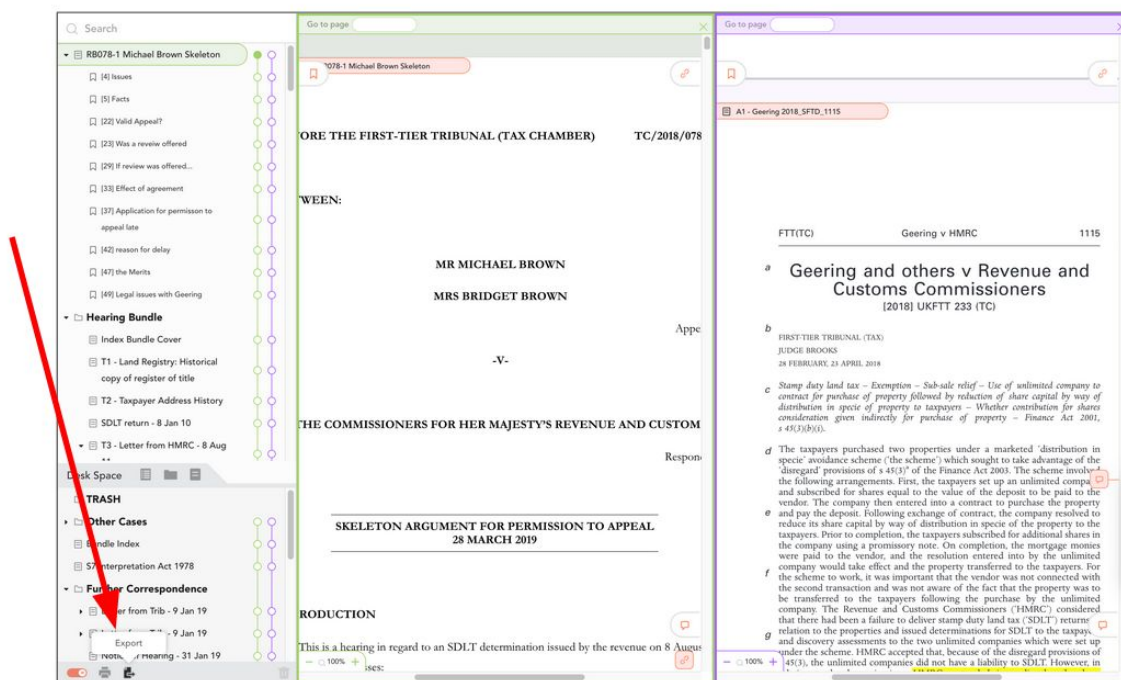 Search
RB078-1 Michael Brown Skeleton
[4] Issues
[5] Facts
[22] Valid Appeal?
[23] Was a reveiw offered
[29] If review was offered...
[33] Effect of agreement
[37] Application for permisson to
appeal late
[42] reason for delay
[47] the Merits
[49] Legal issues with Geering
Hearing Bundle
Index Bundle Cover
T1 - Land Registry: Historical
copy of register of title
T2 - Taxpayer Address History
SDLT return - 8 Jan 10
T3 - Letter from HMRC - 8 Aug
Desk Space
TRASH
Other Cases
Bundle Index
Interpretation Act 1978
Further Correspondence
from Trib - 9 Jan 19
- 9 Jan 19
Hearing - 31 Jan 19
Export
Go to page
078-1 Michael Brown Skeleton
ORE THE FIRST-TIER TRIBUNAL (TAX CHAMBER) TC/2018/078
WEEN:
MR MICHAEL BROWN
MRS BRIDGET BROWN
Appe
-V-
THE COMMISSIONERS FOR HER MAJESTY'S REVENUE AND CUSTOM
Respon
SKELETON ARGUMENT FOR PERMISSION TO APPEAL
28 MARCH 2019
RODUCTION
This is a hearing in regard to an SDLT determination issued by the revenue on 8 Augus
ses:
100%
Go to page
A1 - Geering 2018_SFTD_1115
FTT(TC) Geering v HMRC 1115
a Geering and others v Revenue and
Customs Commissioners
[2018] UKFTT 233 (TC)
b
FIRST-TIER TRIBUNAL (TAX)
JUDGE BROOKS
28 FEBRUARY, 23 APRIL 2018
c Stamp duty land tax – Exemption – Sub-sale relief – Use of unlimited company to
contract for purchase of property followed by reduction of share capital by way of
distribution in specie of property to taxpayers – Whether contribution for shares
consideration given indirectly for purchase of property – Finance Act 2001,
s 45(3)(b)(i).
d The taxpayers purchased two properties under a marketed 'distribution in
specie' avoidance scheme ('the scheme') which sought to take advantage of the
'disregard' provisions of s 45(3)ª of the Finance Act 2003. The scheme involved
the following arrangements. First, the taxpayers set up an unlimited compa
and subscribed for shares equal to the value of the deposit to be paid to the
vendor. The company then entered into a contract to purchase the property
e and pay the deposit. Following exchange of contract, the company resolved to
reduce its share capital by way of distribution in specie of the property to the
taxpayers. Prior to completion, the taxpayers subscribed for additional shares in
the company using a promissory note. On completion, the mortgage monies
were paid to the vendor, and the resolution entered into by the unlimited
company would take effect and the property transferred to the taxpayers. For
f the scheme to work, it was important that the vendor was not connected with
the second transaction and was not aware of the fact that the property was to
be transferred to the taxpayers following the purchase by the unlimited
company. The Revenue and Customs Commissioners ('HMRC') considered
that there had been a failure to deliver stamp duty land tax ('SDLT') return
g relation to the properties and issued determinations for SDLT to the taxpay
and discovery assessments to the two unlimited companies which were set up
under the scheme. HMRC accepted that, because of the disregard provisions of
45(3), the unlimited companies did not have a liability to SDLT. However, in
100%